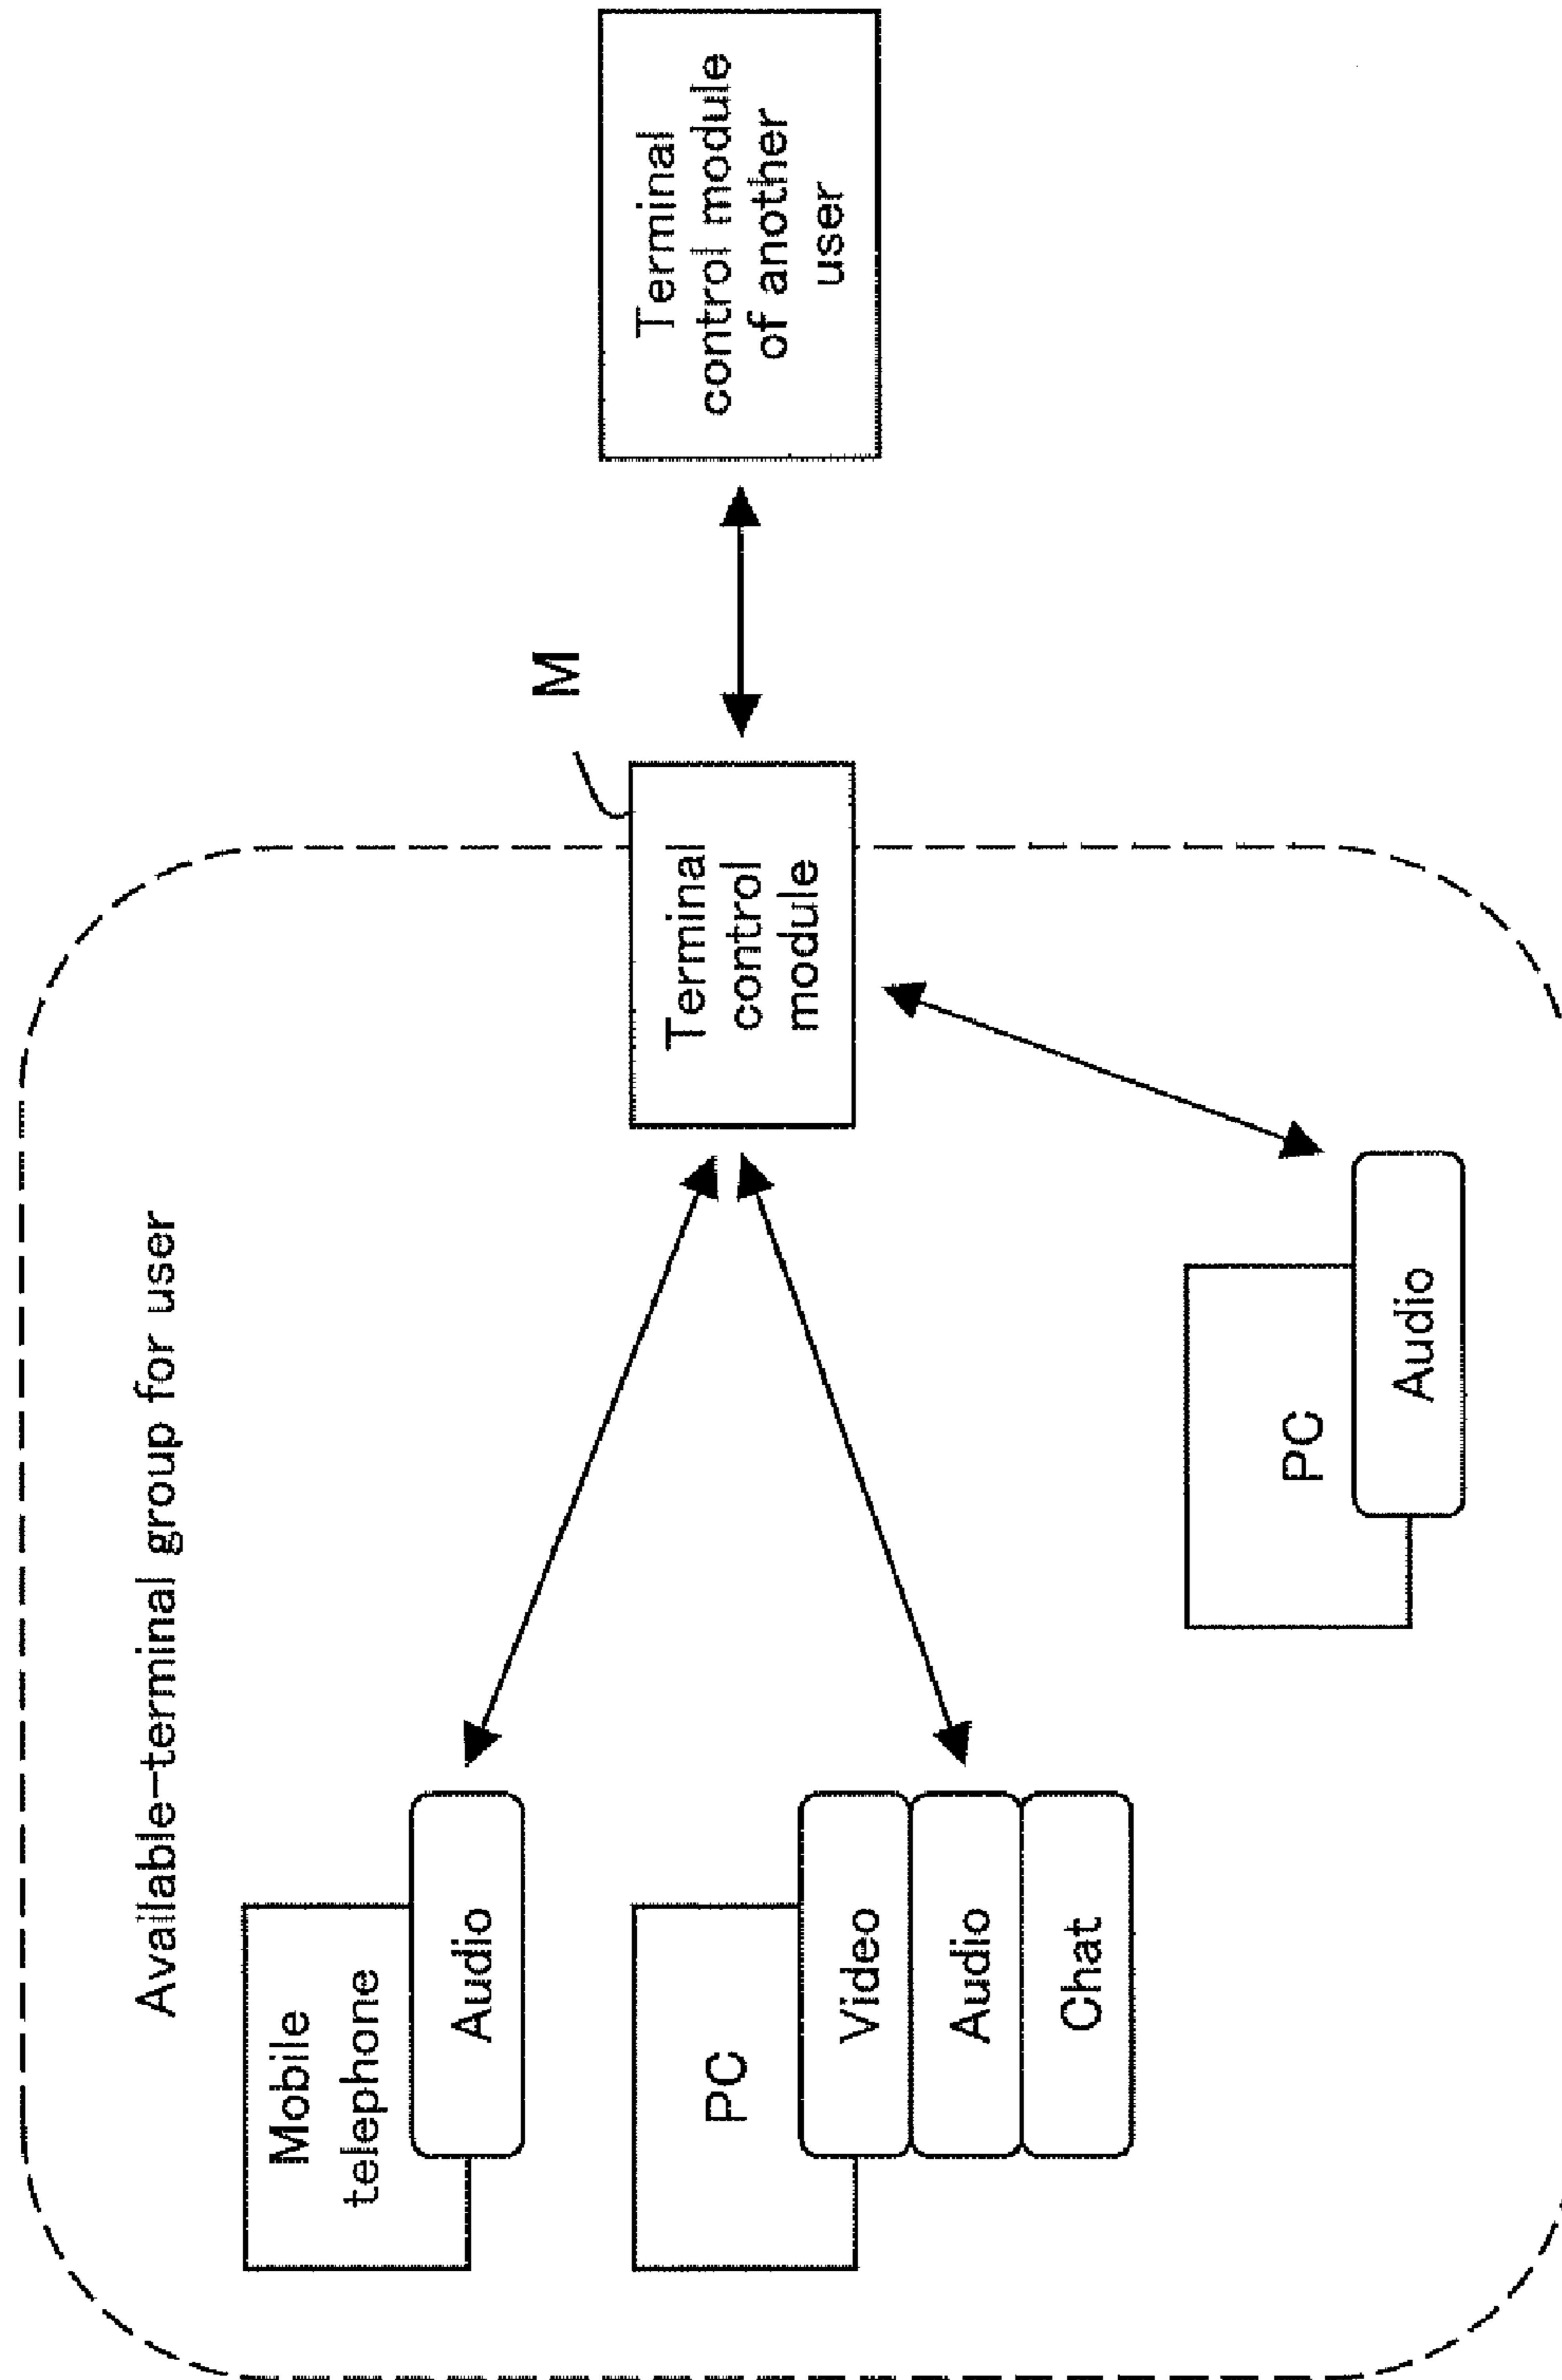 Available-terminal group for user
Mobile
telephone
Audio
PC
Video
Audio
Chat
PC
Audio
Terminal
control
module
M
Terminal
control module
of another
user